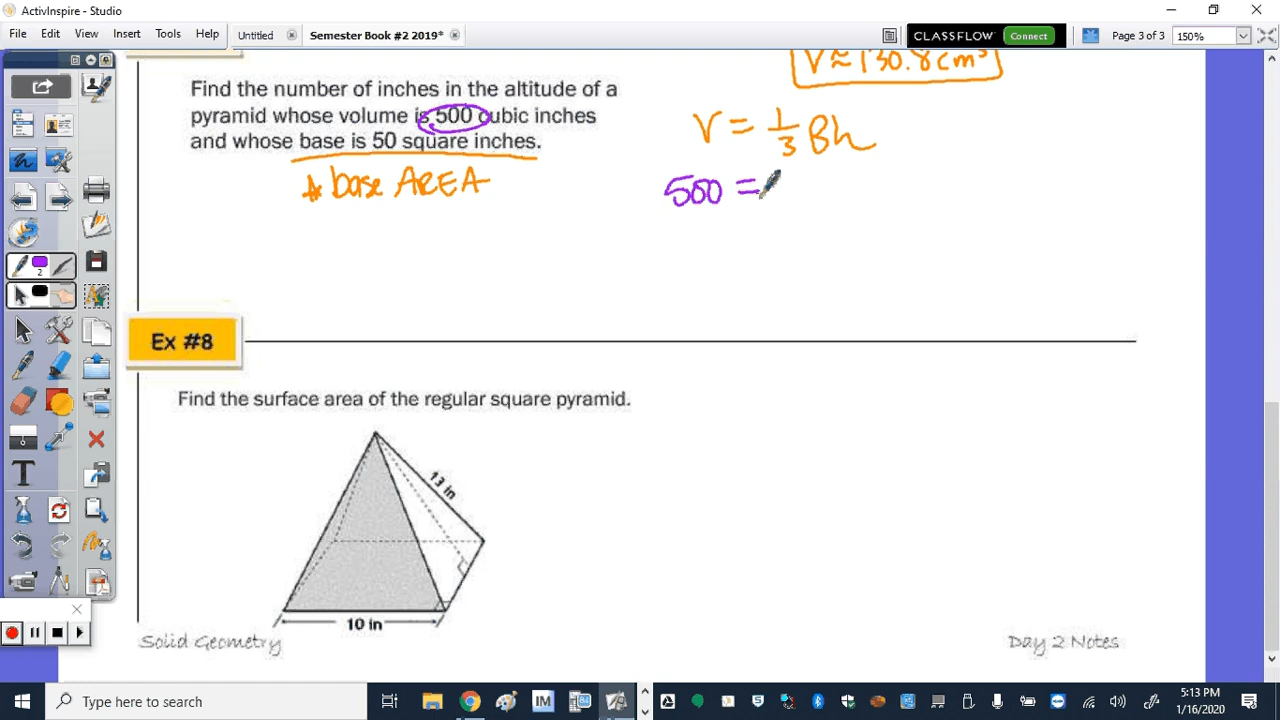 ActivInspire - Studio
File Edit View Insert Tools Help Untitled Semester Book #2 2019* CLASSFLOW Connect Page 3 of 3 150%
V ≈ 130.8 cm³
Find the number of inches in the altitude of a
pyramid whose volume is 500 cubic inches
and whose base is 50 square inches.
* base AREA
V = 1/3 Bh
500 =
2
Ex #8
Find the surface area of the regular square pyramid.
13 in
10 in
T
Solid Geometry
Day 2 Notes
Type here to search
IM
5:13 PM
1/16/2020